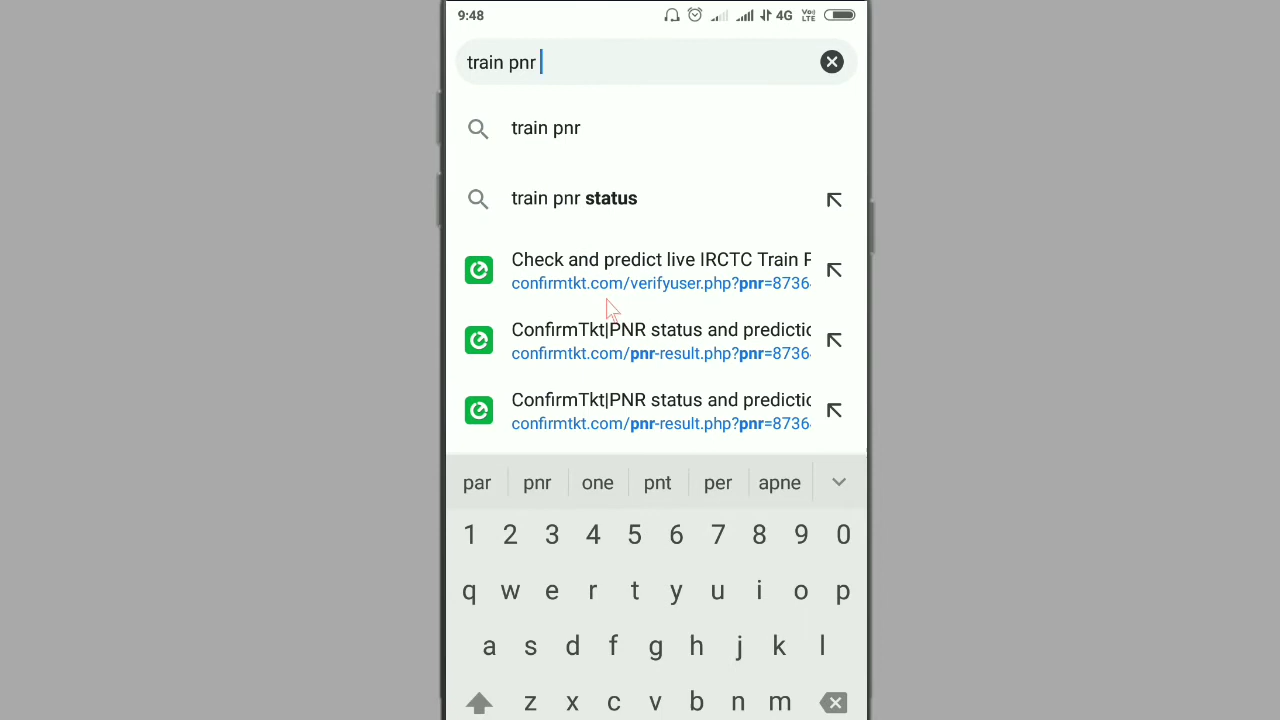 9:48 4G Vo) LTE
train pnr
train pnr
train pnr status
Check and predict live IRCTC Train P
confirmtkt.com/verifyuser.php?pnr=8736
ConfirmTkt|PNR status and predictic
confirmtkt.com/pnr-result.php?pnr=8736
ConfirmTkt|PNR status and predictic
confirmtkt.com/pnr-result.php?pnr=8736
par pnr one pnt per apne
1 2 3 4 5 6 7 8 9 0
q w e r t y u i o p
a s d f g h j k l
z x c v b n m